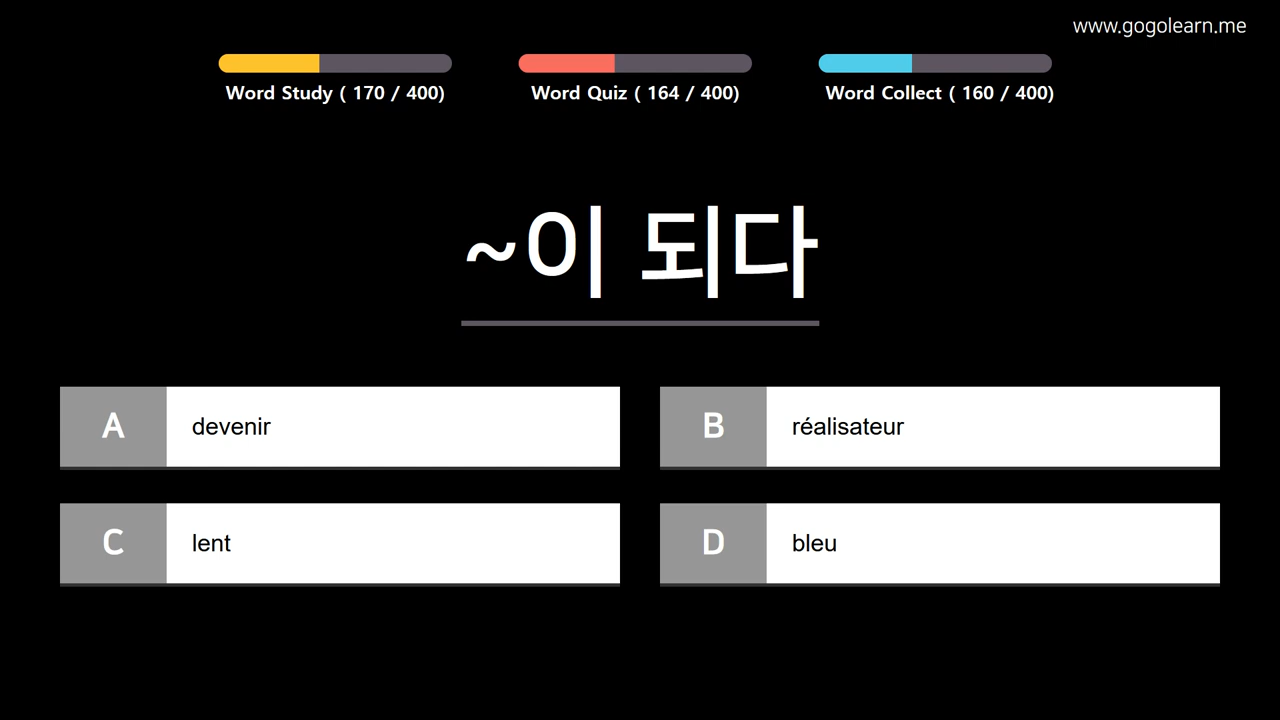 www.gogolearn.me
Word Study ( 170 / 400)
Word Quiz ( 164 / 400)
Word Collect ( 160 / 400)
~이 되다
A devenir
B réalisateur
C lent
D bleu